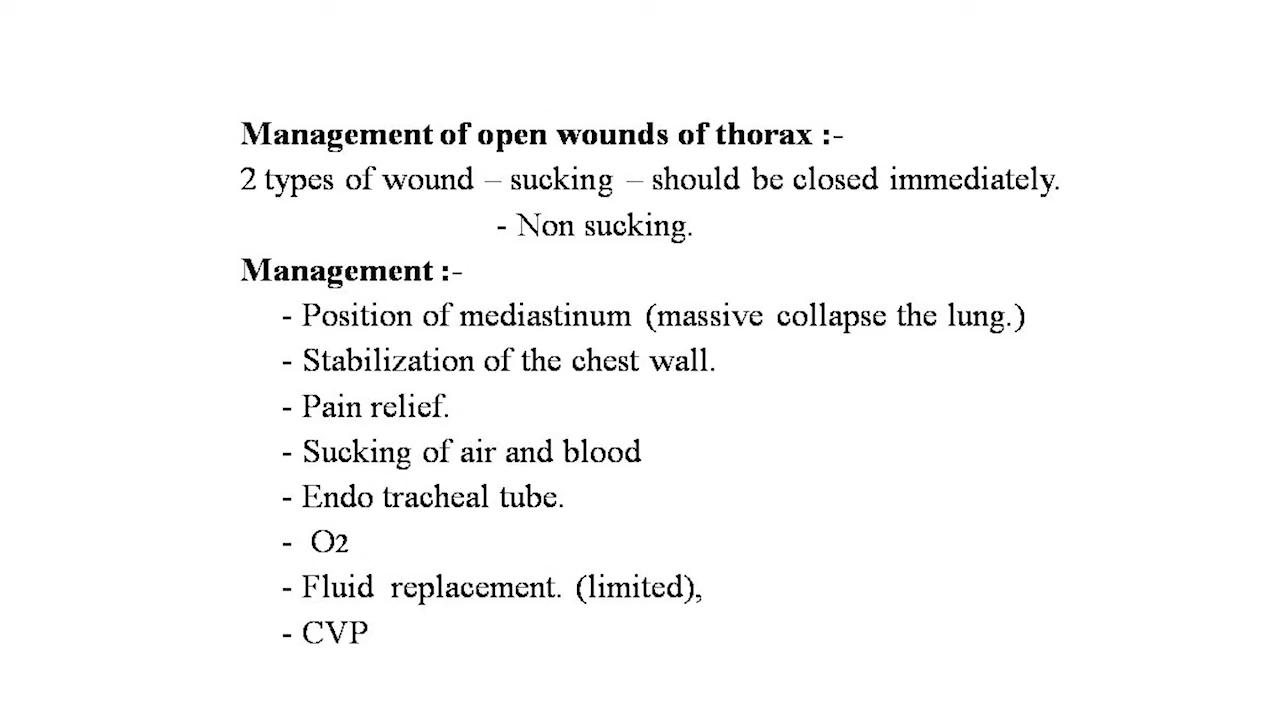 Management of open wounds of thorax :-
2 types of wound – sucking – should be closed immediately.
- Non sucking.
Management :-
- Position of mediastinum (massive collapse the lung.)
- Stabilization of the chest wall.
- Pain relief.
- Sucking of air and blood
- Endo tracheal tube.
- O2
- Fluid replacement. (limited),
- CVP